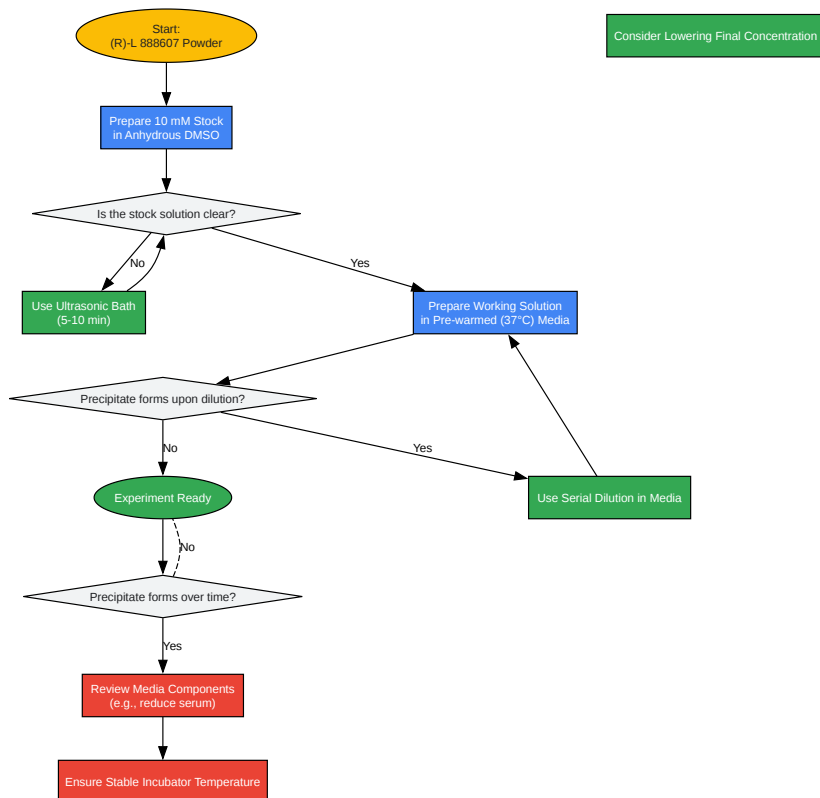 Start:
(R)-L 888607 Powder
Consider Lowering Final Concentration
Prepare 10 mM Stock
in Anhydrous DMSO
Is the stock solution clear?
No
Yes
Use Ultrasonic Bath
(5-10 min)
Prepare Working Solution
in Pre-warmed (37°C) Media
Precipitate forms upon dilution?
No
Yes
Experiment Ready
Use Serial Dilution in Media
No
Precipitate forms over time?
Yes
Review Media Components
(e.g., reduce serum)
Ensure Stable Incubator Temperature